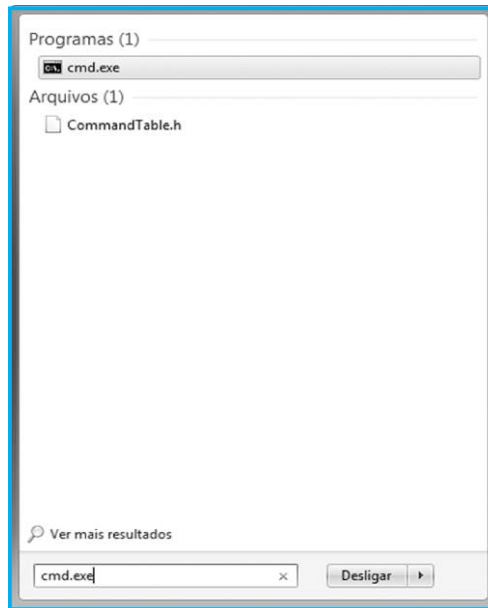 Programas (1)
cmd.exe
Arquivos (1)
CommandTable.h
Ver mais resultados
cmd.exe
Desligar